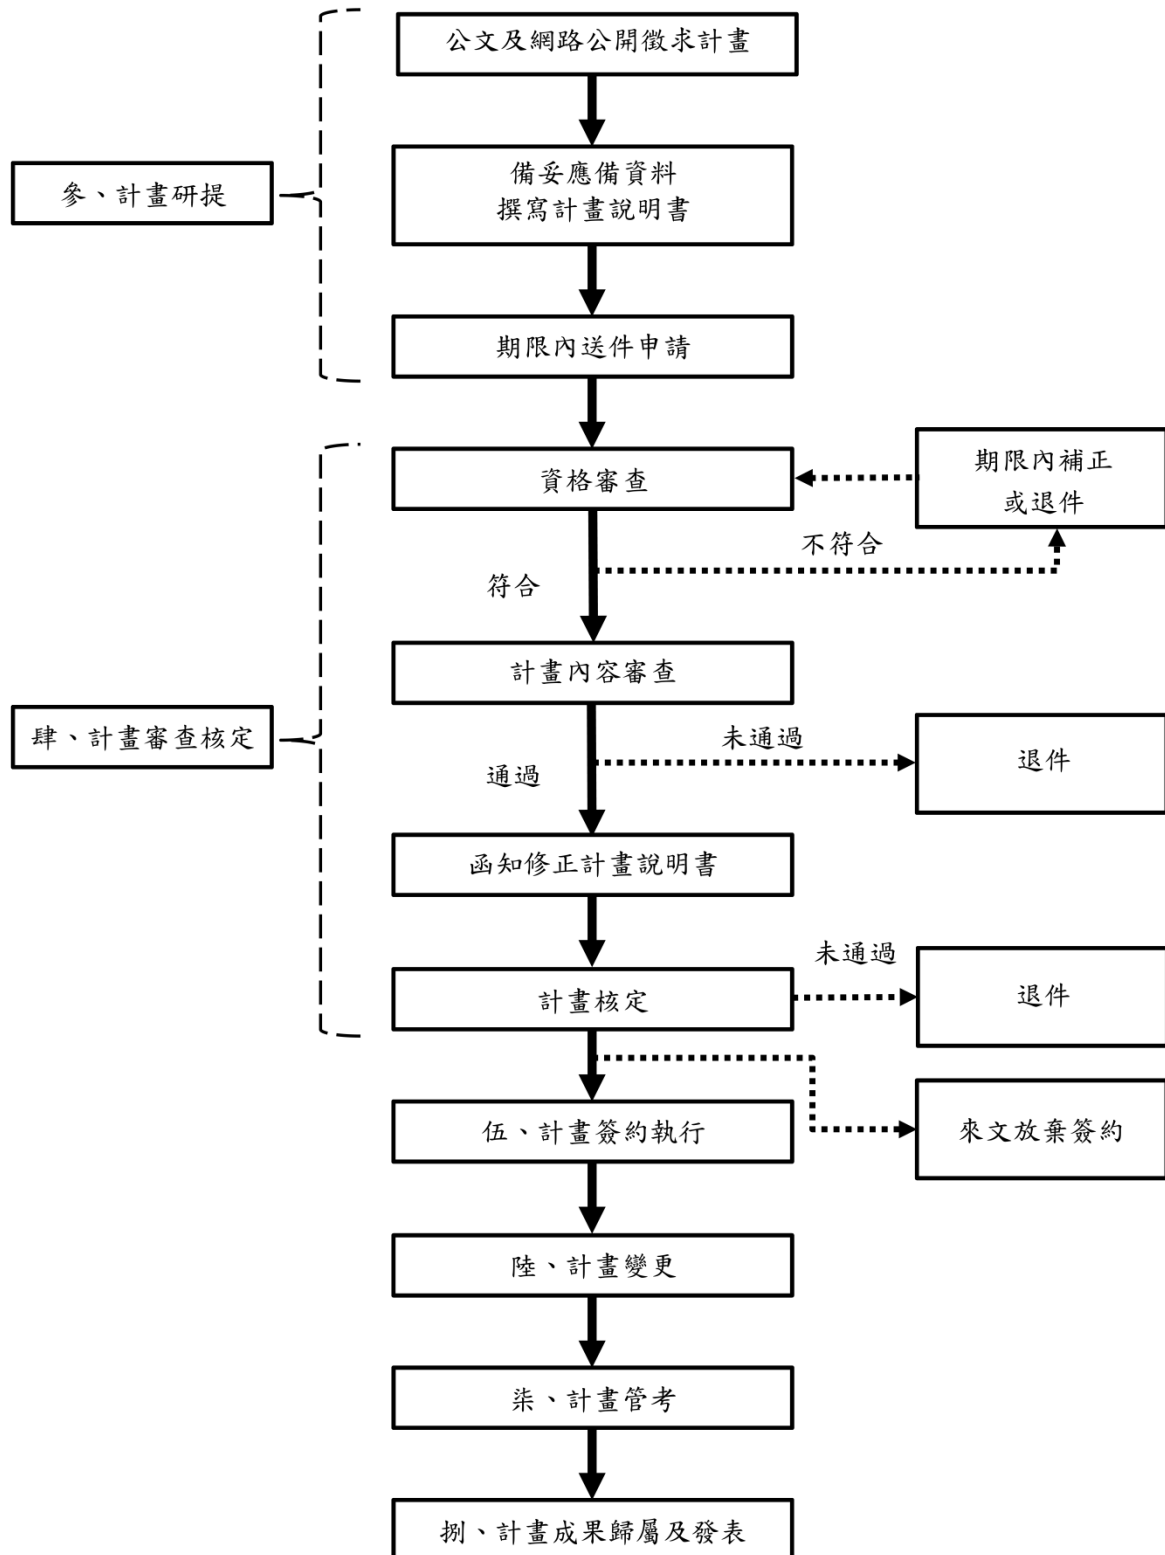 公文及網路公開徵求計畫
備妥應備資料
撰寫計畫說明書
參、計畫研提
期限內送件申請
資格審查
期限內補正
或退件
不符合
符合
計畫內容審查
肆、計畫審查核定
未通過
退件
通過
函知修正計畫說明書
未通過
計畫核定
退件
伍、計畫簽約執行
來文放棄簽約
陸、計畫變更
柒、計畫管考
捌、計畫成果歸屬及發表